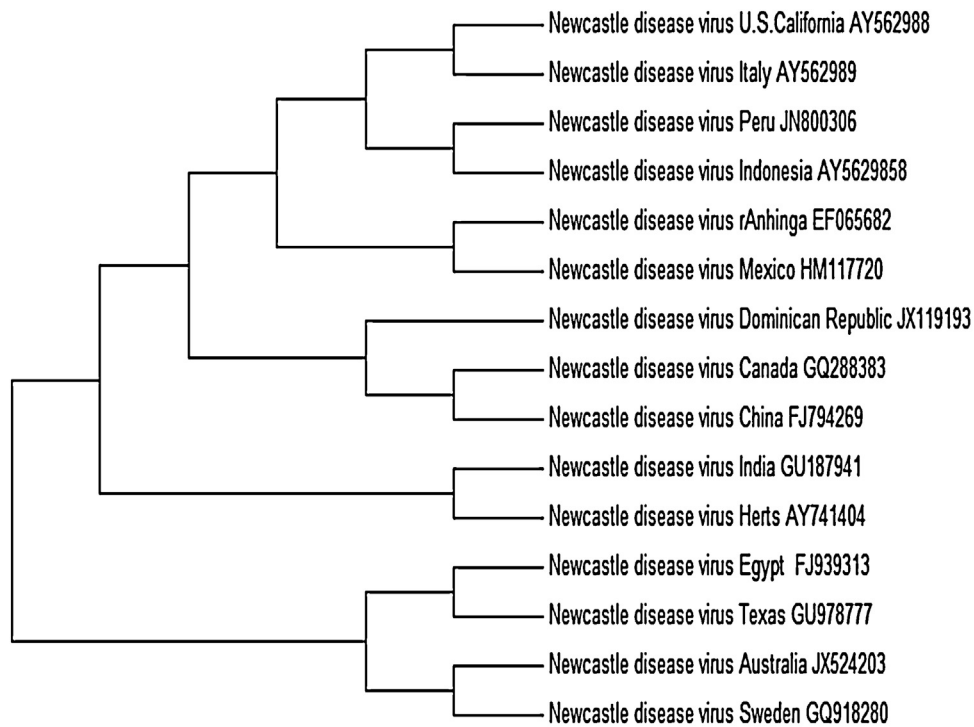 Newcastle disease virus U.S.California AY562988
Newcastle disease virus Italy AY562989
Newcastle disease virus Peru JN800306
Newcastle disease virus Indonesia AY5629858
Newcastle disease virus rAnhinga EF065682
Newcastle disease virus Mexico HM117720
Newcastle disease virus Dominican Republic JX119193
Newcastle disease virus Canada GQ288383
Newcastle disease virus China FJ794269
Newcastle disease virus India GU187941
Newcastle disease virus Herts AY741404
Newcastle disease virus Egypt FJ939313
Newcastle disease virus Texas GU978777
Newcastle disease virus Australia JX524203
Newcastle disease virus Sweden GQ918280